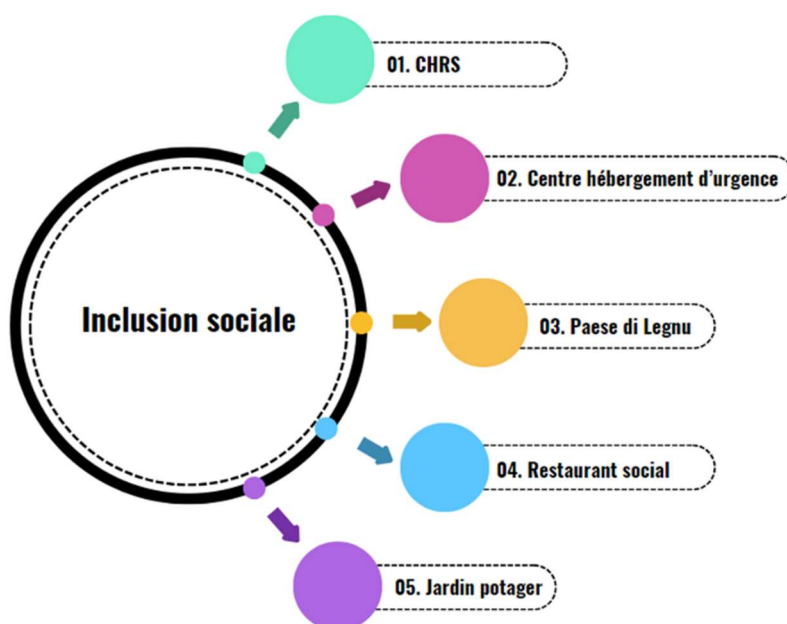 01. CHRS
02. Centre hébergement d'urgence
Inclusion sociale
03. Paese di Legnu
04. Restaurant social
05. Jardin potager